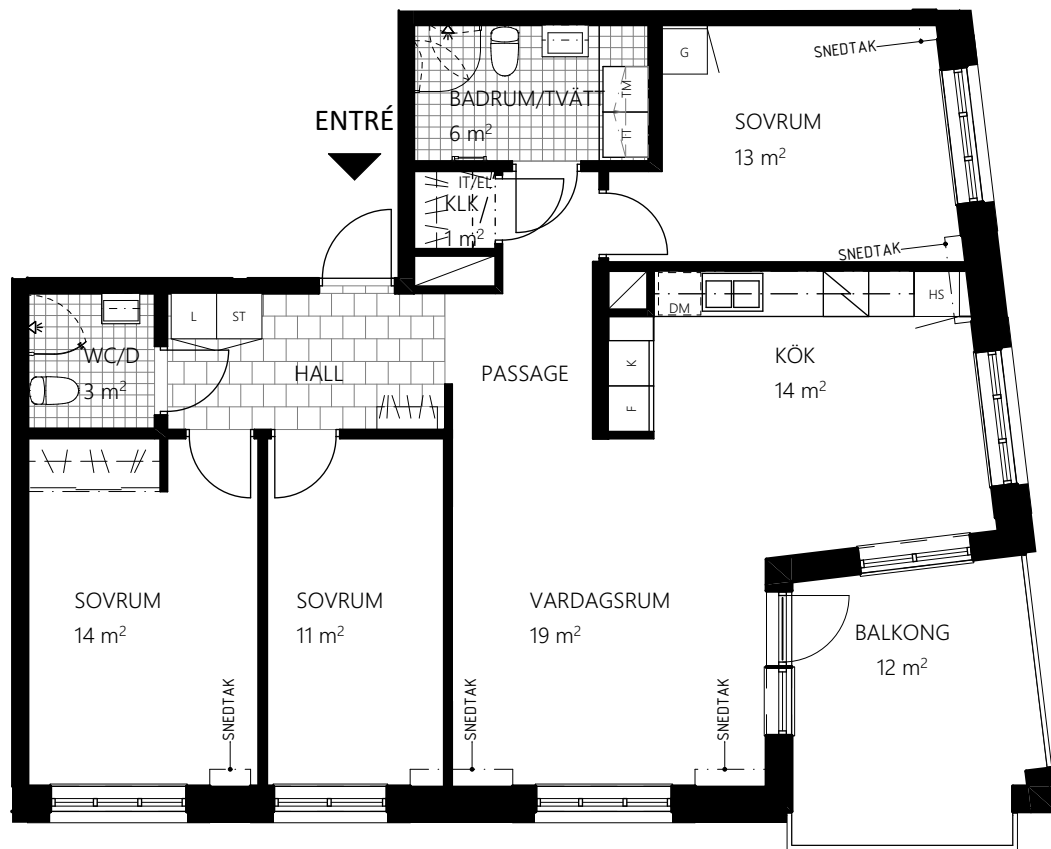 SNEDTAK
G
ENTRÉ
BADRUM/TVÄTT
6 m²
TM
TT
SOVRUM
13 m²
IT/EL
KLK
1 m²
SNEDTAK
L
ST
WC/D
3 m²
HALL
PASSAGE
DM
HS
K
F
KÖK
14 m²
SOVRUM
14 m²
SOVRUM
11 m²
VARDAGSRUM
19 m²
BALKONG
12 m²
SNEDTAK
SNEDTAK
SNEDTAK